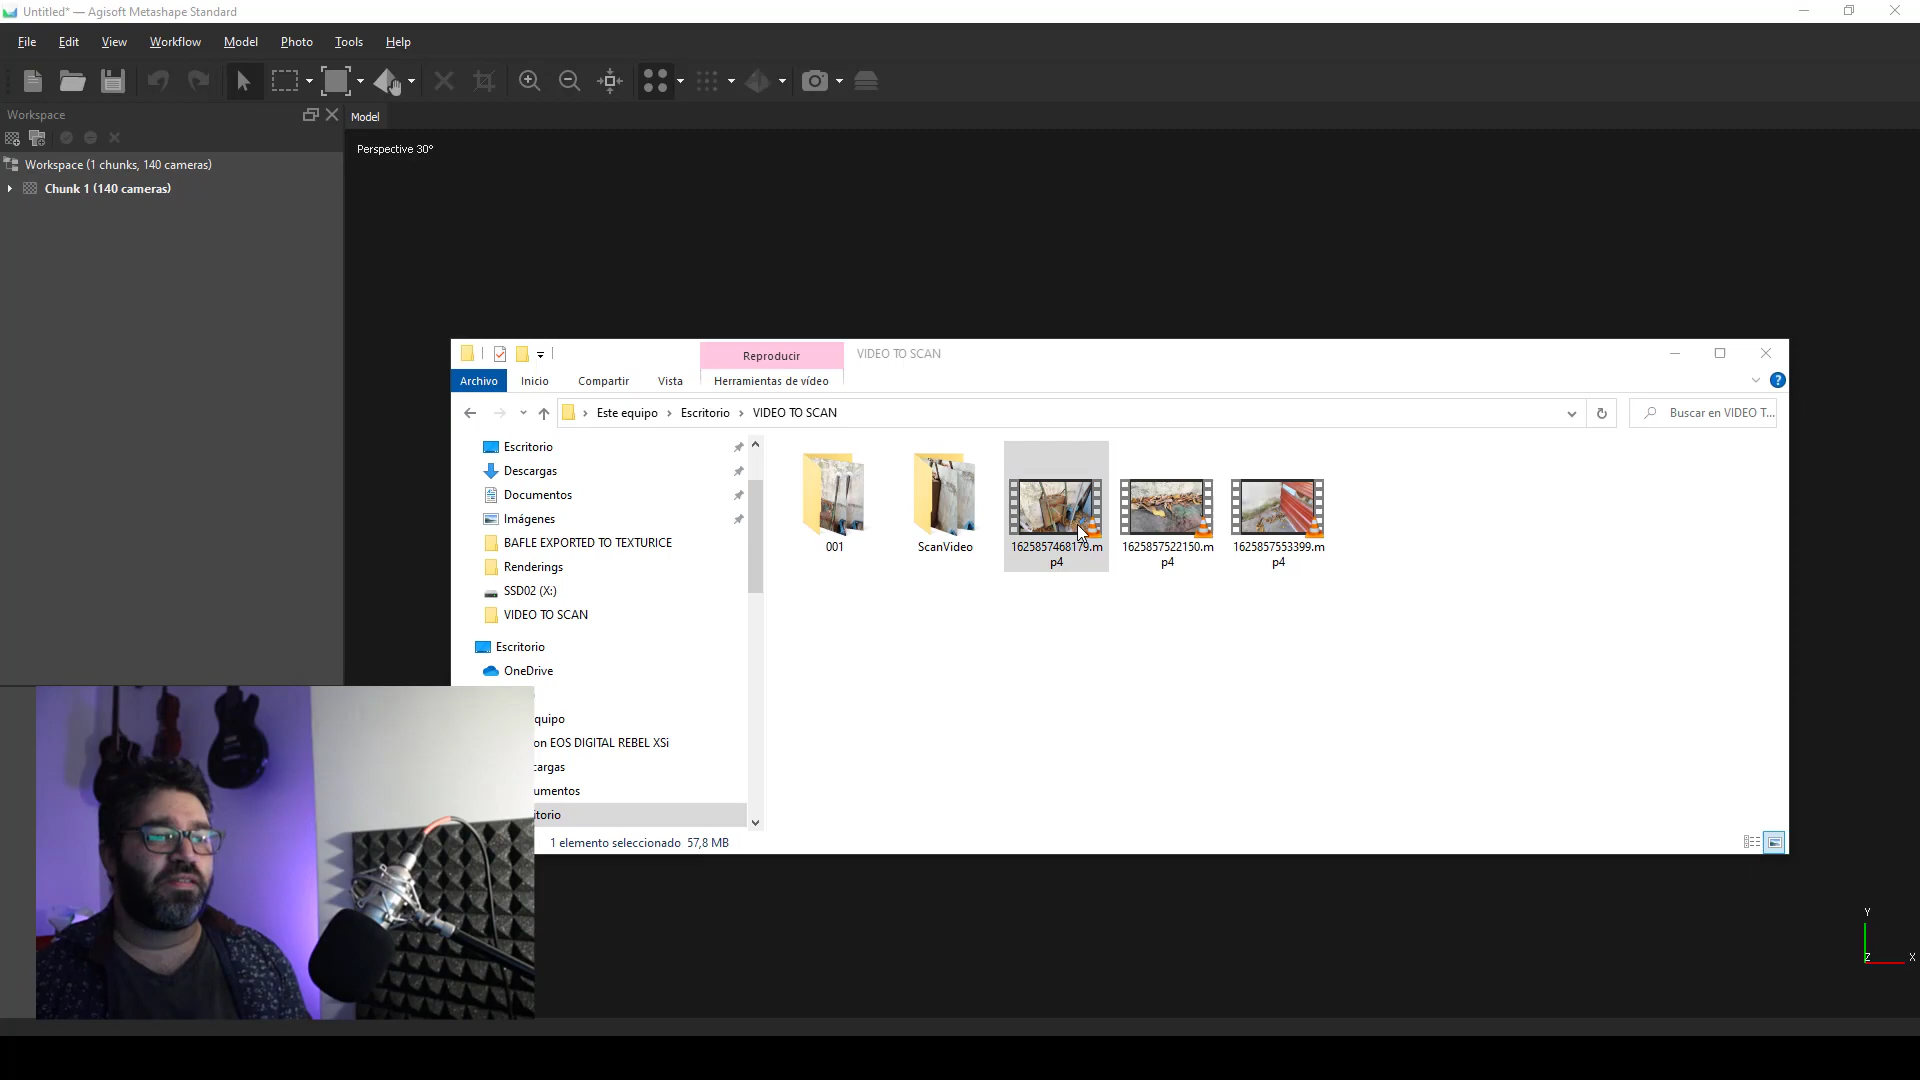 Untitled* — Agisoft Metashape Standard
File Edit View Workflow Model Photo Tools Help
Workspace
Model
Workspace (1 chunks, 140 cameras)
Chunk 1 (140 cameras)
Perspective 30°
Reproducir
VIDEO TO SCAN
Archivo Inicio Compartir Vista Herramientas de vídeo
Este equipo Escritorio VIDEO TO SCAN
Buscar en VIDEO T...
Escritorio
Descargas
Documentos
Imágenes
BAFLE EXPORTED TO TEXTURICE
Renderings
SSD02 (X:)
VIDEO TO SCAN
Escritorio
OneDrive
quipo
on EOS DIGITAL REBEL XSi
cargas
umentos
itorio
001
ScanVideo
1625857468179.m
p4
1625857522150.m
p4
1625857553399.m
p4
1 elemento seleccionado 57,8 MB
Y
Z
X